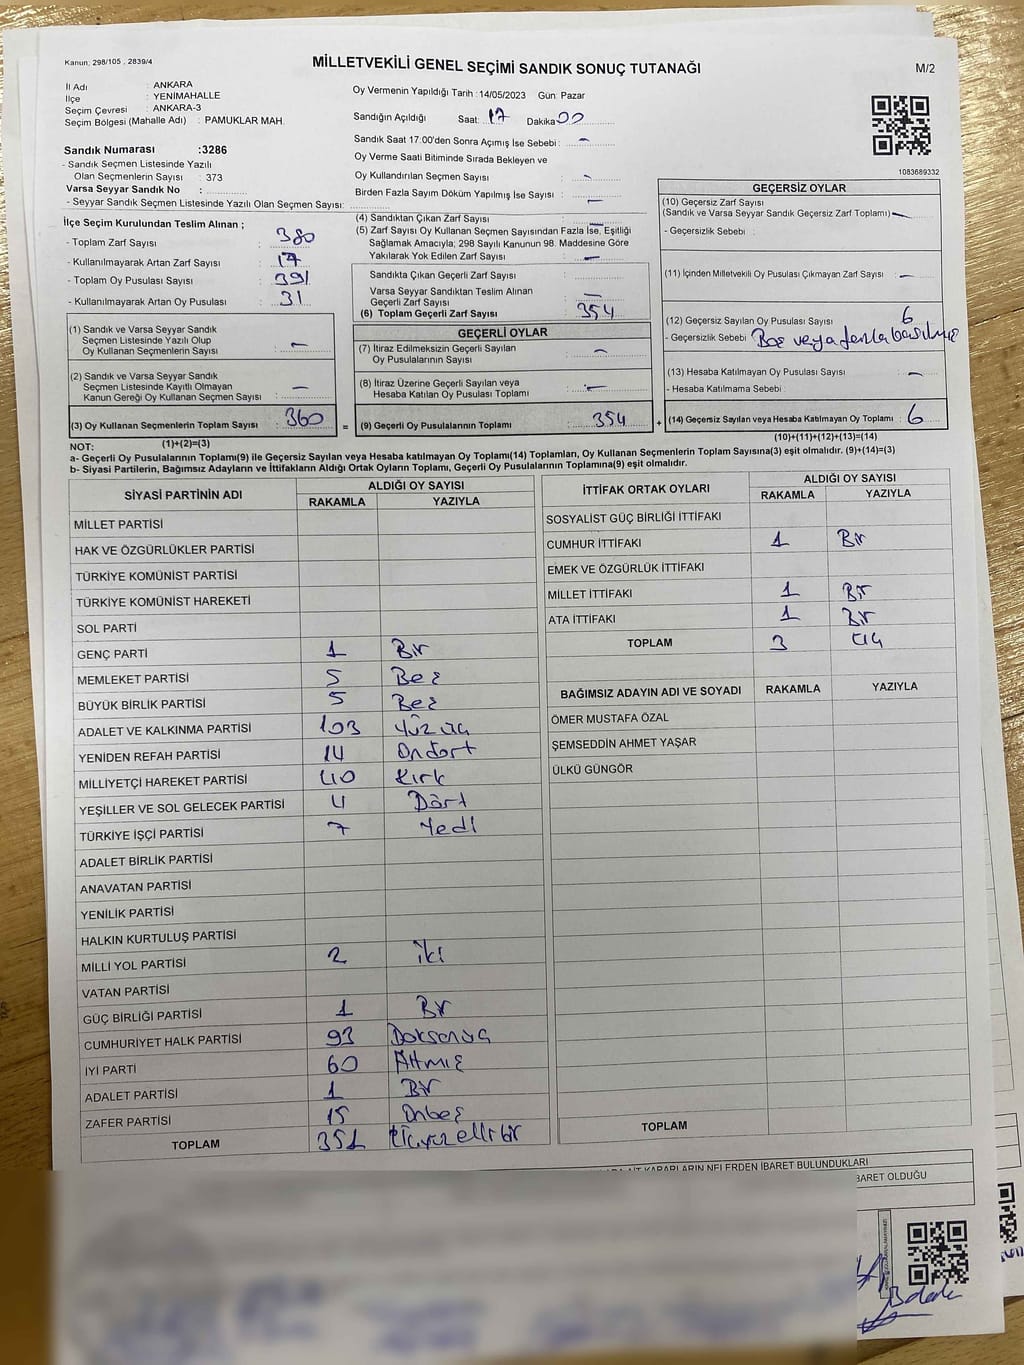 Kanun, 298/105 , 2839/4
MİLLETVEKİLİ GENEL SEÇİMİ SANDIK SONUÇ TUTANAĞI
M/2
İl Adı : ANKARA
İlçe : YENİMAHALLE
Seçim Çevresi : ANKARA-3
Seçim Bölgesi (Mahalle Adı) : PAMUKLAR MAH.
Sandık Numarası :3286
- Sandık Seçmen Listesinde Yazılı
Olan Seçmenlerin Sayısı : 373
Varsa Seyyar Sandık No :
- Seyyar Sandık Seçmen Listesinde Yazılı Olan Seçmen Sayısı:
Oy Vermenin Yapıldığı Tarih :14/05/2023 Gün: Pazar
Sandığın Açıldığı Saat: 17 Dakika 00
Sandık Saat 17:00'den Sonra Açımış İse Sebebi : -
Oy Verme Saati Bitiminde Sırada Bekleyen ve
Oy Kullandırılan Seçmen Sayısı : -
Birden Fazla Sayım Döküm Yapılmış İse Sayısı : -
1083689332
İlçe Seçim Kurulundan Teslim Alınan ;
- Toplam Zarf Sayısı : 380
- Kullanılmayarak Artan Zarf Sayısı : 17
- Toplam Oy Pusulası Sayısı : 391
- Kullanılmayarak Artan Oy Pusulası : 31
(1) Sandık ve Varsa Seyyar Sandık
Seçmen Listesinde Yazılı Olup
Oy Kullanan Seçmenlerin Sayısı : -
(2) Sandık ve Varsa Seyyar Sandık
Seçmen Listesinde Kayıtlı Olmayan
Kanun Gereği Oy Kullanan Seçmen Sayısı : -
(3) Oy Kullanan Seçmenlerin Toplam Sayısı : 360
(1)+(2)=(3)
(4) Sandıktan Çıkan Zarf Sayısı : -
(5) Zarf Sayısı Oy Kullanan Seçmen Sayısından Fazla İse, Eşitliği
Sağlamak Amacıyla; 298 Sayılı Kanunun 98. Maddesine Göre
Yakılarak Yok Edilen Zarf Sayısı : -
Sandıkta Çıkan Geçerli Zarf Sayısı :
Varsa Seyyar Sandıktan Teslim Alınan
Geçerli Zarf Sayısı : -
(6) Toplam Geçerli Zarf Sayısı : 354
GEÇERLİ OYLAR
(7) İtiraz Edilmeksizin Geçerli Sayılan
Oy Pusulalarının Sayısı : -
(8) İtiraz Üzerine Geçerli Sayılan veya
Hesaba Katılan Oy Pusulası Toplamı : -
= (9) Geçerli Oy Pusulalarının Toplamı : 354 +
GEÇERSİZ OYLAR
(10) Geçersiz Zarf Sayısı
(Sandık ve Varsa Seyyar Sandık Geçersiz Zarf Toplamı) -
- Geçersizlik Sebebi :
(11) İçinden Milletvekili Oy Pusulası Çıkmayan Zarf Sayısı : -
(12) Geçersiz Sayılan Oy Pusulası Sayısı : 6
- Geçersizlik Sebebi Boş veya fazla basılmış
(13) Hesaba Katılmayan Oy Pusulası Sayısı : -
- Hesaba Katılmama Sebebi :
(14) Geçersiz Sayılan veya Hesaba Katılmayan Oy Toplamı : 6
(10)+(11)+(12)+(13)=(14)
NOT:
a- Geçerli Oy Pusulasının Toplamı(9) ile Geçersiz Sayılan veya Hesaba katılmayan Oy Toplamı(14) Toplamları, Oy Kullanan Seçmenlerin Toplam Sayısına(3) eşit olmalıdır. (9)+(14)=(3)
b- Siyasi Partilerin, Bağımsız Adayların ve İttifakların Aldığı Ortak Oyların Toplamı, Geçerli Oy Pusulalarının Toplamına(9) eşit olmalıdır.
SİYASİ PARTİNİN ADI ALDIĞI OY SAYISI
RAKAMLA YAZIYLA
MİLLET PARTİSİ
HAK VE ÖZGÜRLÜKLER PARTİSİ
TÜRKİYE KOMÜNİST PARTİSİ
TÜRKİYE KOMÜNİST HAREKETİ
SOL PARTİ
GENÇ PARTİ 1 Bir
MEMLEKET PARTİSİ 5 Beş
BÜYÜK BİRLİK PARTİSİ 5 Beş
ADALET VE KALKINMA PARTİSİ 103 Yüz üç
YENİDEN REFAH PARTİSİ 14 Ondört
MİLLİYETÇİ HAREKET PARTİSİ 40 Kırk
YEŞİLLER VE SOL GELECEK PARTİSİ 4 Dört
TÜRKİYE İŞÇİ PARTİSİ 7 Yedi
ADALET BİRLİK PARTİSİ
ANAVATAN PARTİSİ
YENİLİK PARTİSİ
HALKIN KURTULUŞ PARTİSİ
MİLLİ YOL PARTİSİ 2 İki
VATAN PARTİSİ
GÜÇ BİRLİĞİ PARTİSİ 1 Bir
CUMHURİYET HALK PARTİSİ 93 Doksanüç
İYİ PARTİ 60 Altmış
ADALET PARTİSİ 1 Bir
ZAFER PARTİSİ 15 Onbeş
TOPLAM 351 Üçyüz elli bir
İTTİFAK ORTAK OYLARI ALDIĞI OY SAYISI
RAKAMLA YAZIYLA
SOSYALİST GÜÇ BİRLİĞİ İTTİFAKI
CUMHUR İTTİFAKI 1 Bir
EMEK VE ÖZGÜRLÜK İTTİFAKI
MİLLET İTTİFAKI 1 Bir
ATA İTTİFAKI 1 Bir
TOPLAM 3 Üç
BAĞIMSIZ ADAYIN ADI VE SOYADI RAKAMLA YAZIYLA
ÖMER MUSTAFA ÖZAL
ŞEMSEDDİN AHMET YAŞAR
ÜLKÜ GÜNGÖR
TOPLAM
KARARLARIN NELERDEN İBARET BULUNDUKLARI
BARET OLDUĞU